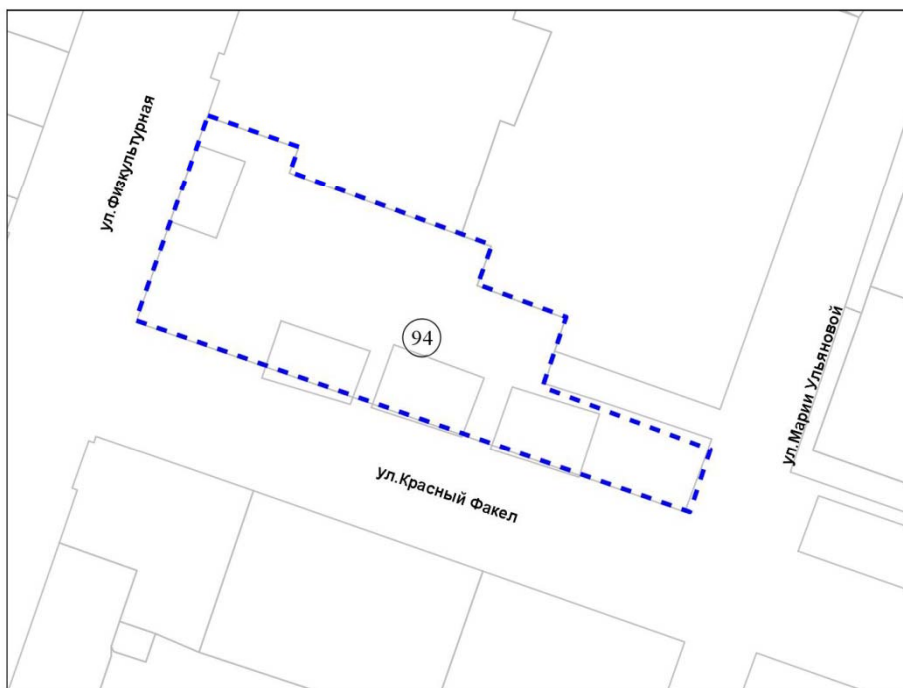 ул.Физкультурная
94
ул.Марии Ульяновой
ул.Красный Факел